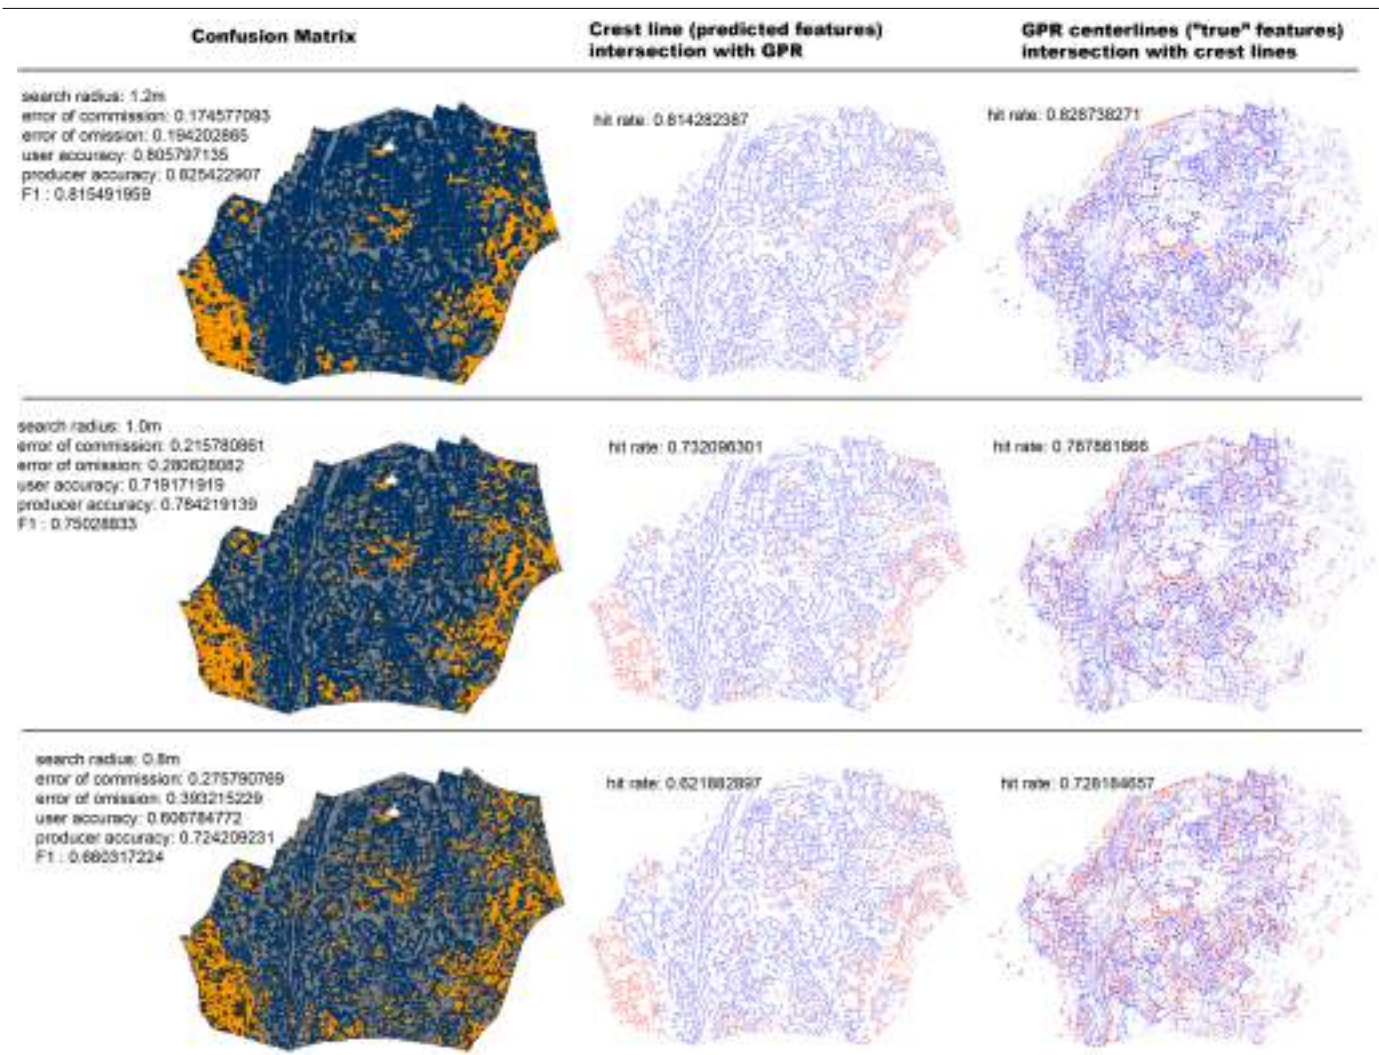 Confusion Matrix
Crest line (predicted features)
intersection with GPR
GPR centerlines ("true" features)
intersection with crest lines
search radius: 1.2m
error of commission: 0.174577093
error of omission: 0.194202865
user accuracy: 0.805797135
producer accuracy: 0.825422907
F1 : 0.815491959
hit rate: 0.814282387
hit rate: 0.828738271
search radius: 1.0m
error of commission: 0.215780861
error of omission: 0.280828082
user accuracy: 0.719171919
producer accuracy: 0.784219139
F1 : 0.75028833
hit rate: 0.732096301
hit rate: 0.787861866
search radius: 0.8m
error of commission: 0.275790769
error of omission: 0.393215229
user accuracy: 0.606784772
producer accuracy: 0.724209231
F1 : 0.660317224
hit rate: 0.621882897
hit rate: 0.728184657